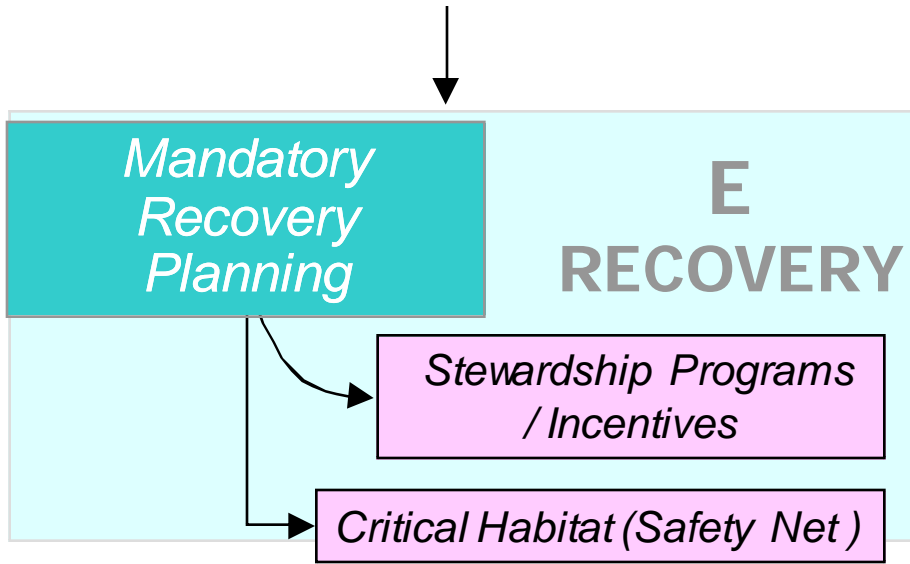 Mandatory
Recovery
Planning
E
RECOVERY
Stewardship Programs
/ Incentives
Critical Habitat (Safety Net )